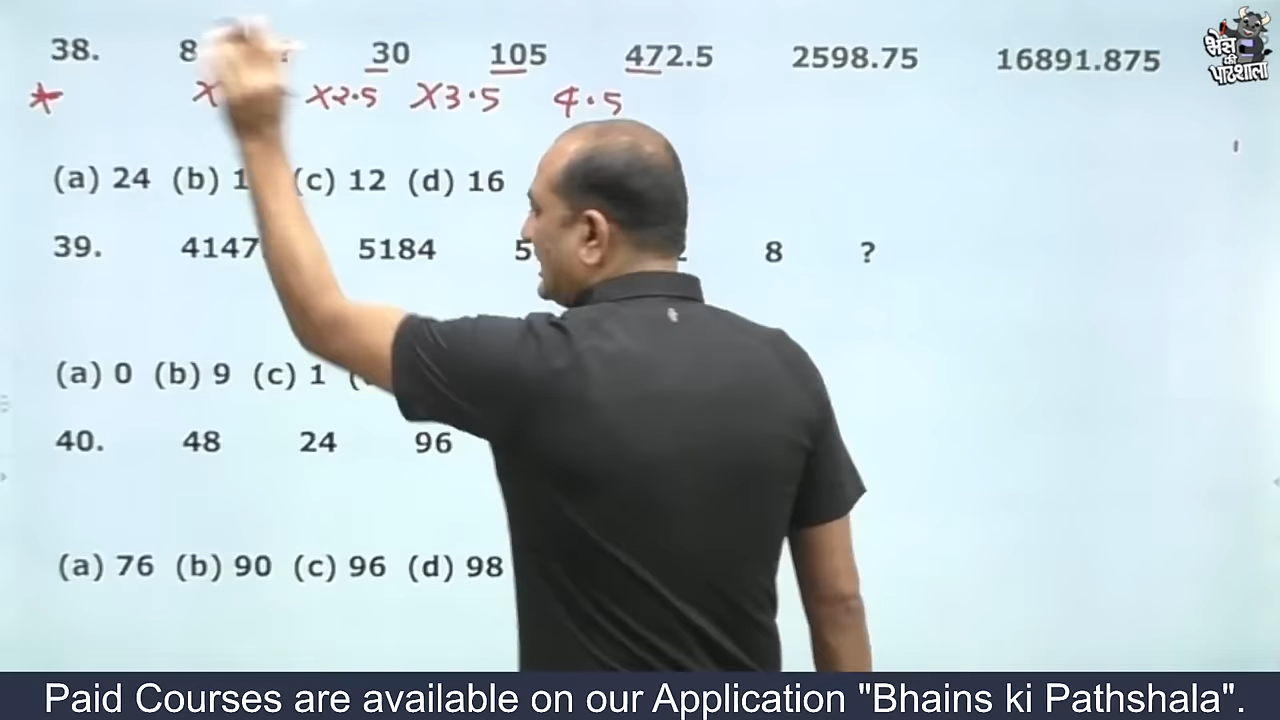 38. 8 ? 30 105 472.5 2598.75 16891.875
* × ×2.5 ×3.5 4.5
(a) 24 (b) 1 (c) 12 (d) 16
39. 4147 5184 5 8 ?
(a) 0 (b) 9 (c) 1 (
40. 48 24 96
(a) 76 (b) 90 (c) 96 (d) 98
भैंस की पाठशाला
Paid Courses are available on our Application "Bhains ki Pathshala".